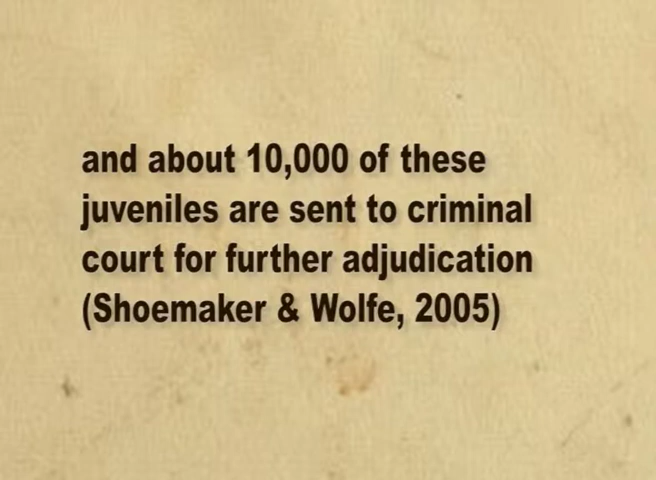 and about 10,000 of these
juveniles are sent to criminal
court for further adjudication
(Shoemaker & Wolfe, 2005)